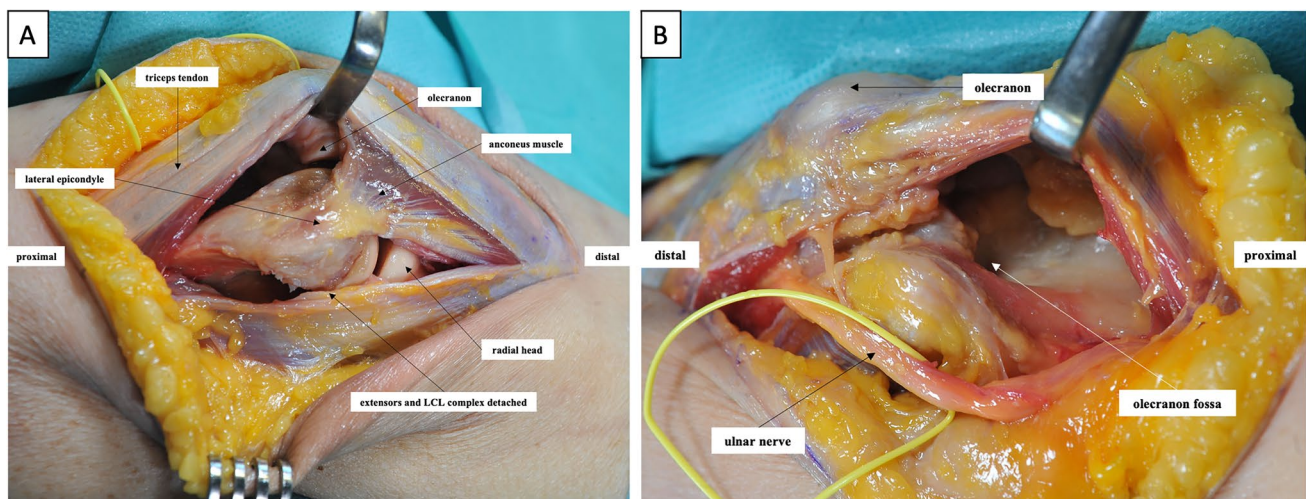 A
triceps tendon
olecranon
anconeus muscle
lateral epicondyle
proximal
distal
radial head
extensors and LCL complex detached
B
olecranon
distal
proximal
olecranon fossa
ulnar nerve